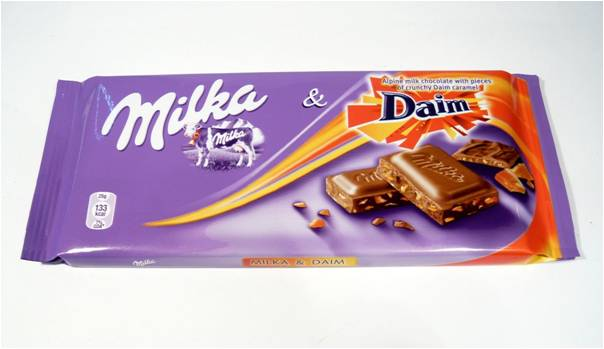 Milka
&
Alpine milk chocolate with pieces
of crunchy Daim caramel
Daim
Milka
25g
133
kcal
Milka
MILKA & DAIM